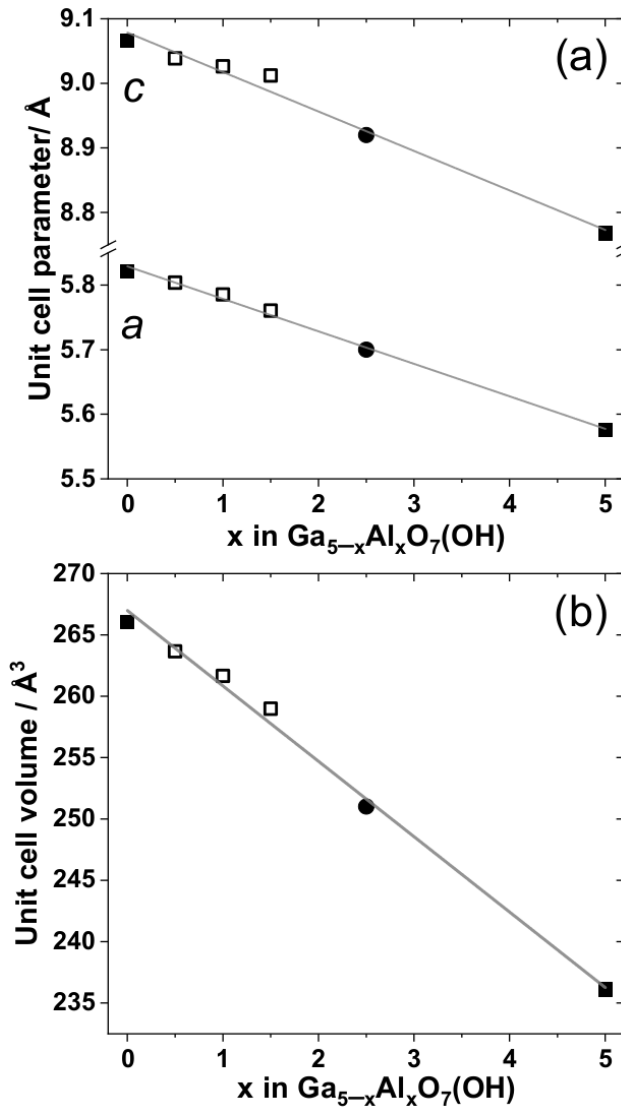 (a)
9.1
9.0
8.9
8.8
5.8
5.7
5.6
5.5
Unit cell parameter/ Å
c
a
0 1 2 3 4 5
x in Ga₅₋ₓAlₓO₇(OH)
(b)
270
265
260
255
250
245
240
235
Unit cell volume / Å³
0 1 2 3 4 5
x in Ga₅₋ₓAlₓO₇(OH)